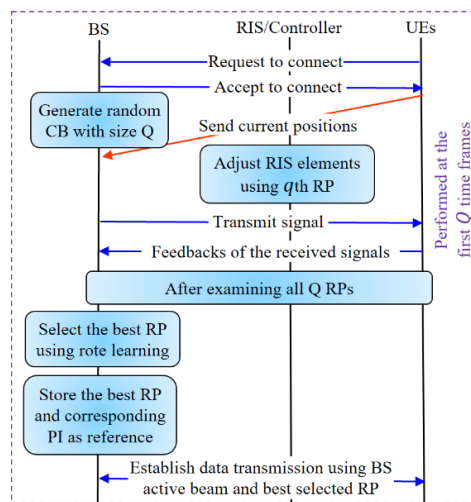 BS RIS/Controller UEs
Request to connect
Accept to connect
Generate random
CB with size Q
Send current positions
Adjust RIS elements
using qth RP
Transmit signal
Feedbacks of the received signals
After examining all Q RPs
Select the best RP
using rote learning
Store the best RP
and corresponding
PI as reference
Establish data transmission using BS
active beam and best selected RP
Performed at the
first Q time frames